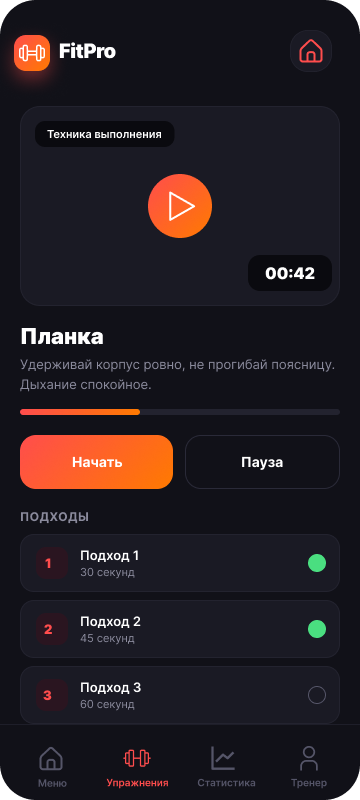 FitPro
Техника выполнения
00:42
Планка
Удерживай корпус ровно, не прогибай поясницу.
Дыхание спокойное.
Начать
Пауза
ПОДХОДЫ
1
Подход 1
30 секунд
2
Подход 2
45 секунд
3
Подход 3
60 секунд
Меню
Упражнения
Статистика
Тренер